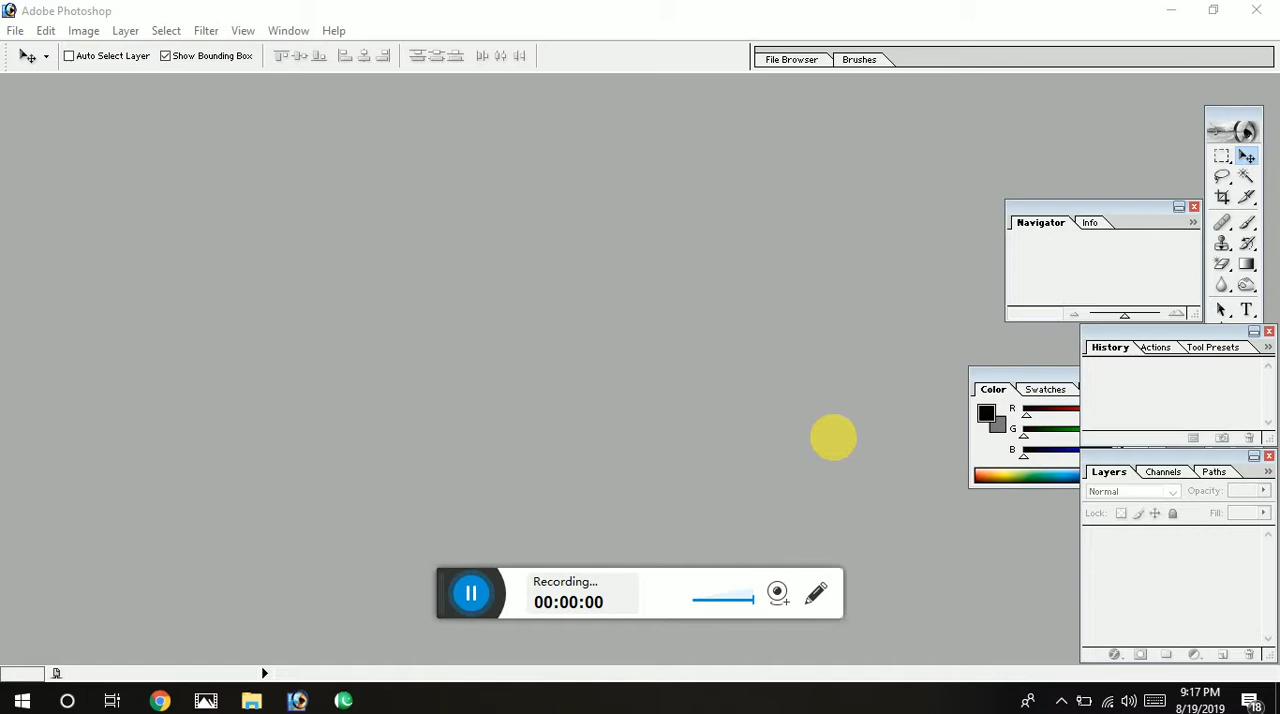 Adobe Photoshop
File Edit Image Layer Select Filter View Window Help
Auto Select Layer Show Bounding Box File Browser Brushes
Navigator Info
History Actions Tool Presets
Color Swatches
R
G
B
Layers Channels Paths
Normal Opacity:
Lock: Fill:
Recording...
00:00:00
9:17 PM
8/19/2019
18